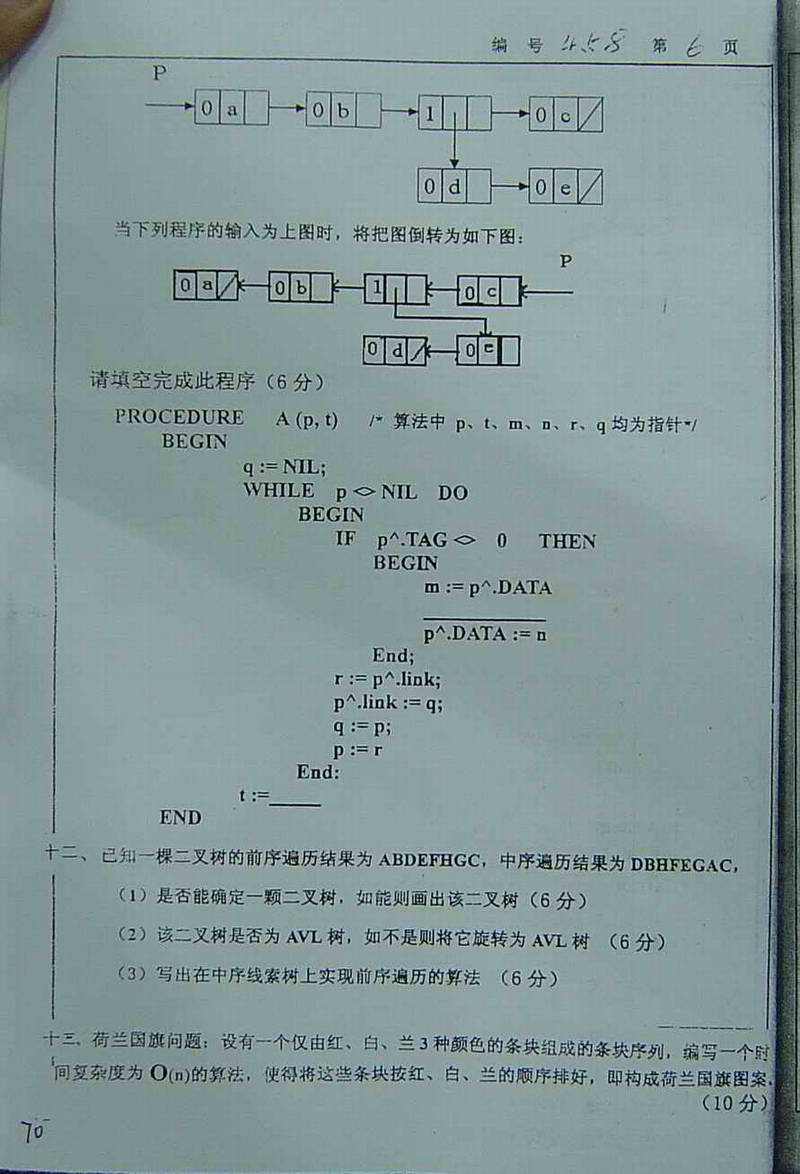 编 号 458 第 6 页
P
0 a 0 b 1 0 c
0 d 0 e
当下列程序的输入为上图时，将把图倒转为如下图：
P
0 a 0 b 1 0 c
0 d 0 e
请填空完成此程序（6 分）
PROCEDURE A (p, t) /* 算法中 p、t、m、n、r、q 均为指针*/
BEGIN
q := NIL;
WHILE p <> NIL DO
BEGIN
IF p^.TAG <> 0 THEN
BEGIN
m := p^.DATA
p^.DATA := n
End;
r := p^.link;
p^.link := q;
q := p;
p := r
End:
t :=
END
十二、已知一棵二叉树的前序遍历结果为 ABDEFHGC，中序遍历结果为 DBHFEGAC，
（1）是否能确定一颗二叉树，如能则画出该二叉树（6 分）
（2）该二叉树是否为 AVL 树，如不是则将它旋转为 AVL 树 （6 分）
（3）写出在中序线索树上实现前序遍历的算法 （6 分）
十三、荷兰国旗问题：设有一个仅由红、白、兰 3 种颜色的条块组成的条块序列，编写一个时
间复杂度为 O(n)的算法，使得将这些条块按红、白、兰的顺序排好，即构成荷兰国旗图案.
（10 分）
70